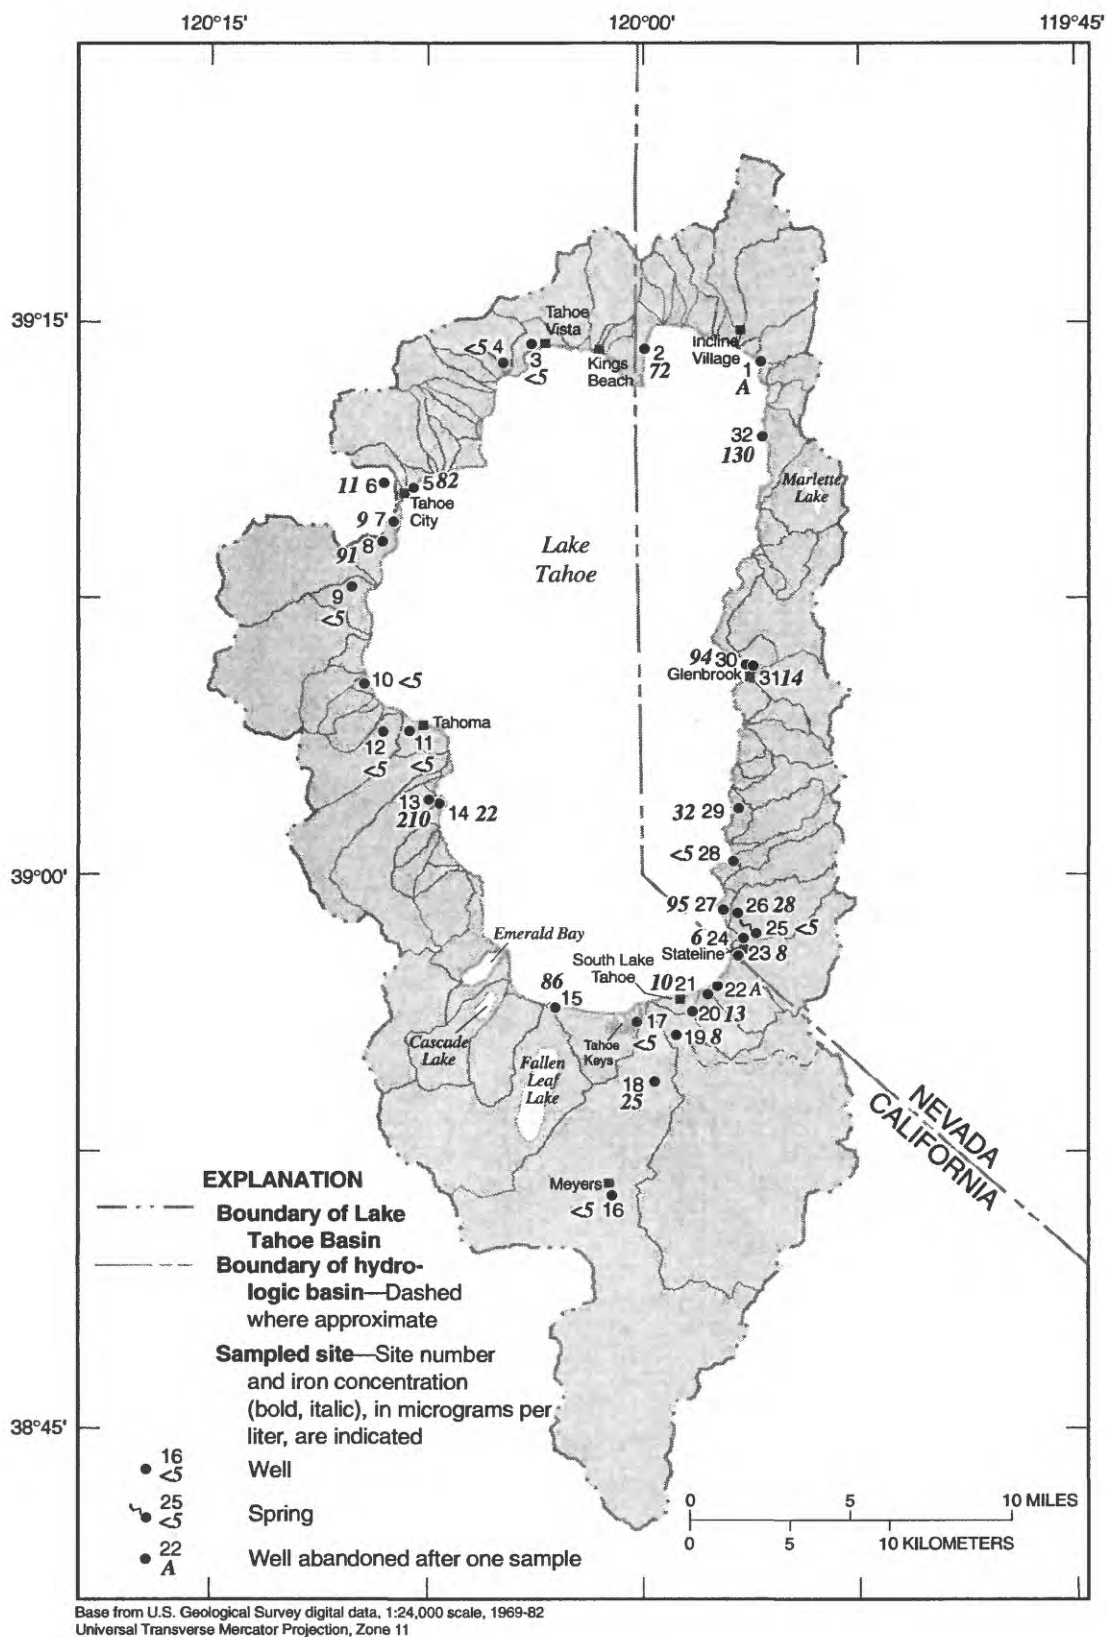 120°15'
120°00'
119°45'
39°15'
39°00'
38°45'
Tahoe
Vista
<5 4
3
<5
Kings
Beach
2
72
Incline
Village
1
A
32
130
Marlette
Lake
11 6
5 82
Tahoe
City
9 7
8
91
9
<5
Lake
Tahoe
94 30
Glenbrook
31 14
10 <5
Tahoma
12
<5
11
<5
13
210
14 22
32 29
<5 28
95 27
26 28
25 <5
6 24
Stateline
23 8
Emerald Bay
South Lake
Tahoe
10 21
22 A
86
15
20 13
17
<5
Tahoe
Keys
19 8
Cascade
Lake
Fallen
Leaf
Lake
18
25
NEVADA
CALIFORNIA
Meyers
<5 16
EXPLANATION
Boundary of Lake
Tahoe Basin
Boundary of hydro-
logic basin—Dashed
where approximate
Sampled site—Site number
and iron concentration
(bold, italic), in micrograms per
liter, are indicated
16
<5
Well
25
<5
Spring
22
A
Well abandoned after one sample
0 5 10 MILES
0 5 10 KILOMETERS
Base from U.S. Geological Survey digital data, 1:24,000 scale, 1969-82
Universal Transverse Mercator Projection, Zone 11